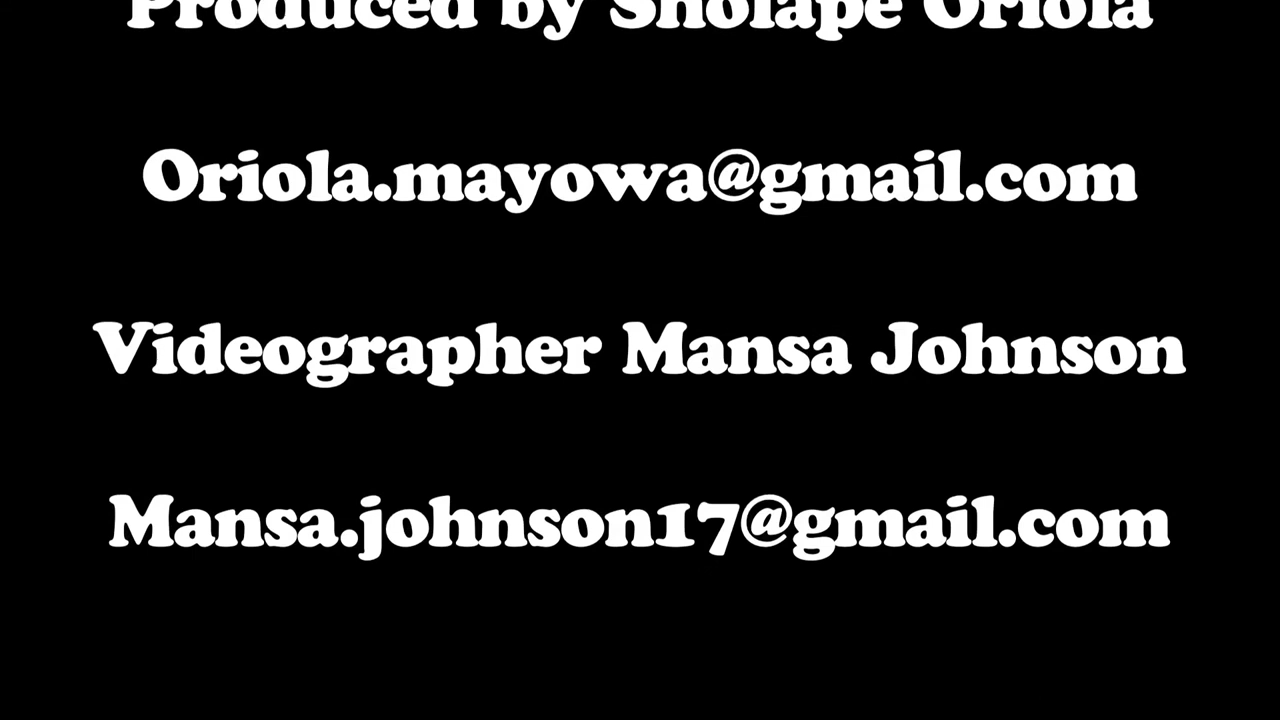 Produced by Sholape Oriola
Oriola.mayowa@gmail.com
Videographer Mansa Johnson
Mansa.johnson17@gmail.com